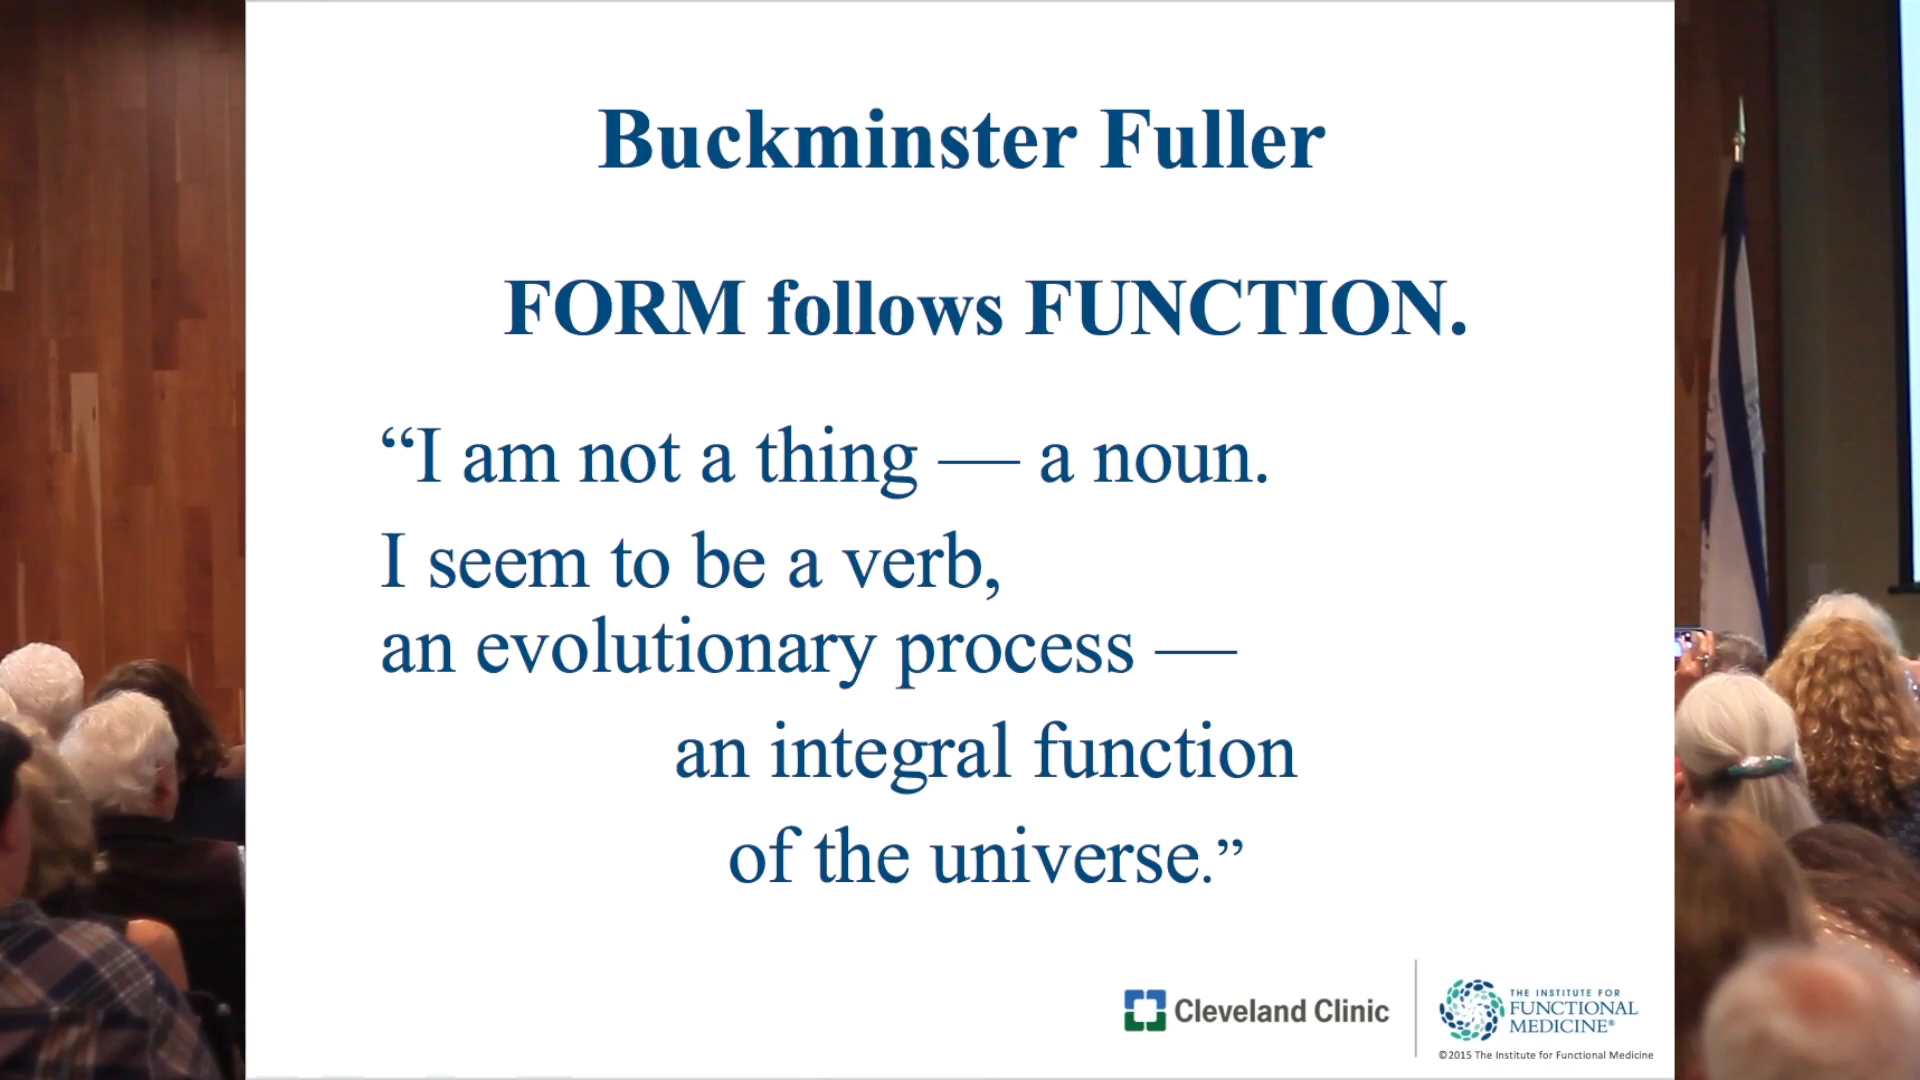 Buckminster Fuller
FORM follows FUNCTION.
“I am not a thing — a noun.
I seem to be a verb,
an evolutionary process —
an integral function
of the universe.”
Cleveland Clinic
THE INSTITUTE FOR
FUNCTIONAL
MEDICINE®
©2015 The Institute for Functional Medicine